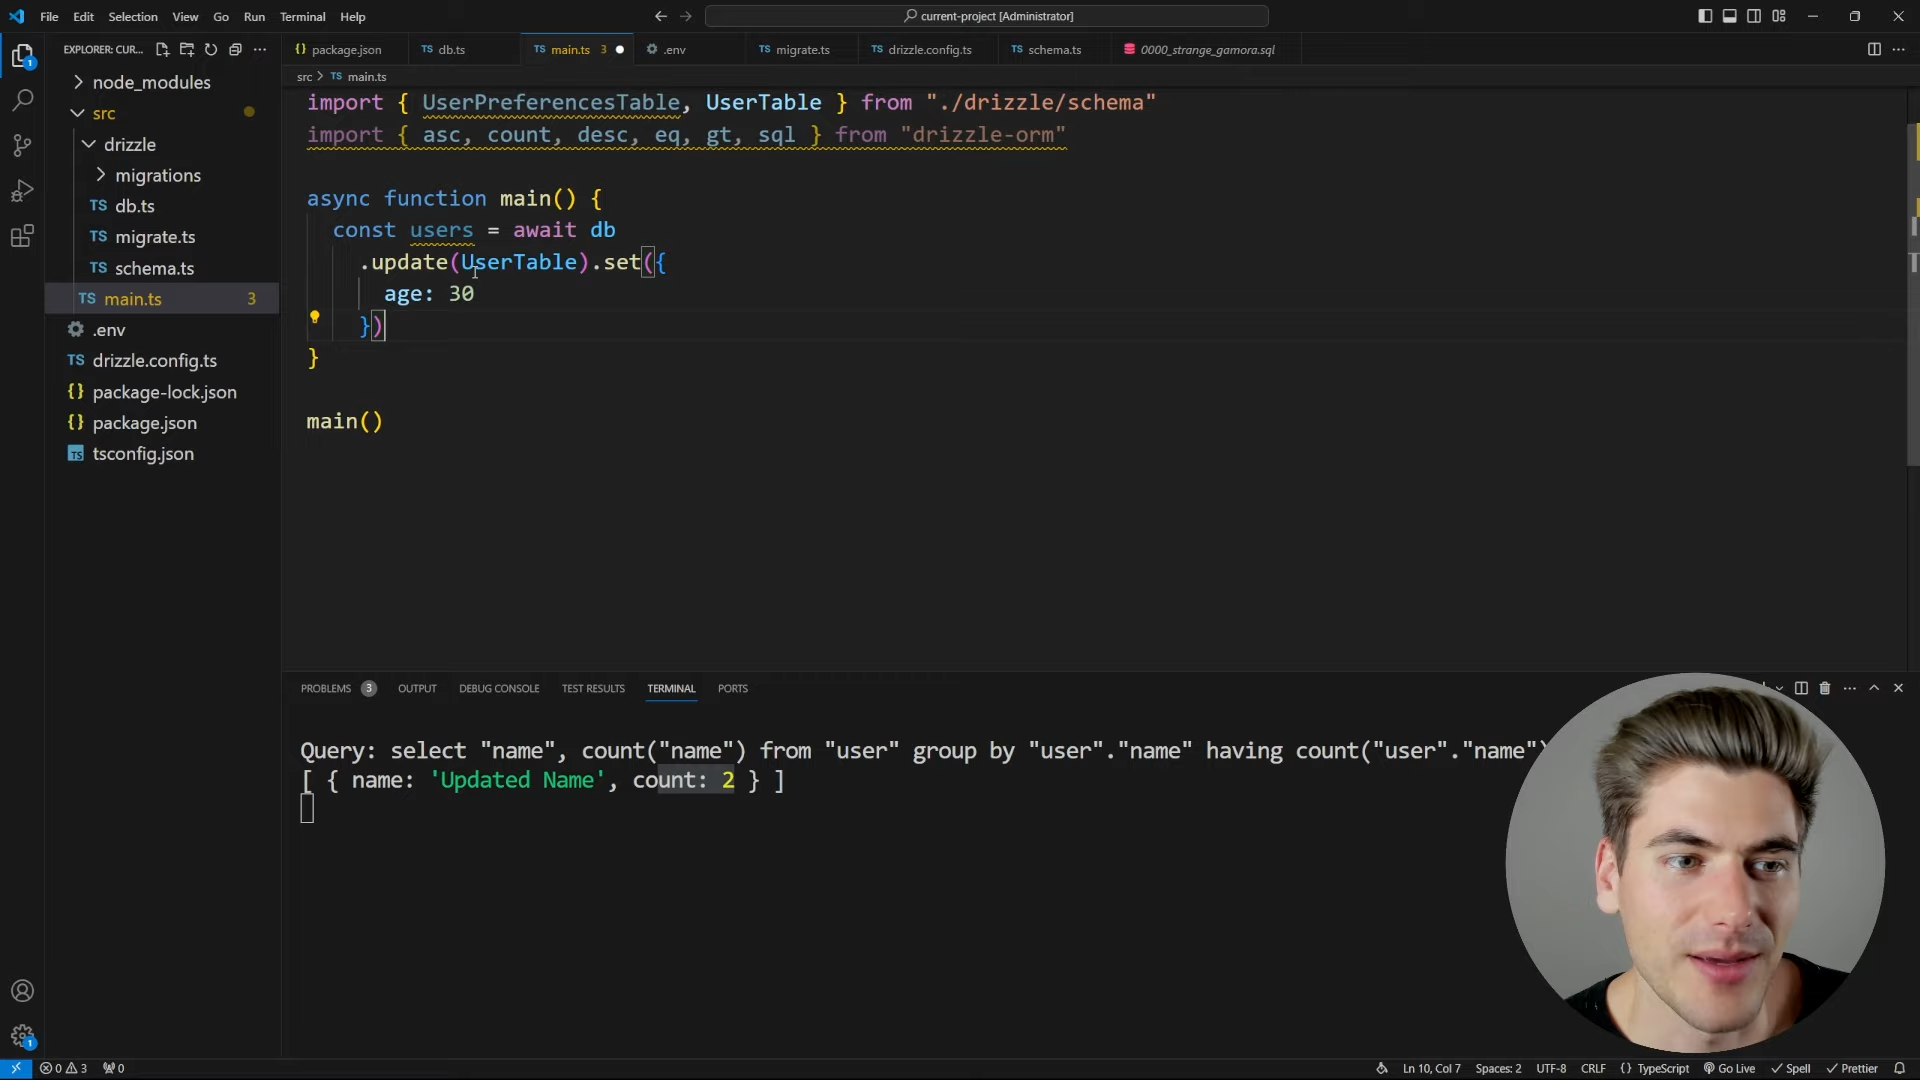 File Edit Selection View Go Run Terminal Help
current-project [Administrator]
EXPLORER: CUR...
package.json
db.ts
main.ts 3
.env
migrate.ts
drizzle.config.ts
schema.ts
0000_strange_gamora.sql
src > TS main.ts
node_modules
src
drizzle
migrations
TS db.ts
TS migrate.ts
TS schema.ts
TS main.ts 3
.env
TS drizzle.config.ts
{} package-lock.json
{} package.json
tsconfig.json
import { UserPreferencesTable, UserTable } from "./drizzle/schema"
import { asc, count, desc, eq, gt, sql } from "drizzle-orm"
async function main() {
const users = await db
.update(UserTable).set({
age: 30
})
}
main()
PROBLEMS 3 OUTPUT DEBUG CONSOLE TEST RESULTS TERMINAL PORTS
Query: select "name", count("name") from "user" group by "user"."name" having count("user"."name")
[ { name: 'Updated Name', count: 2 } ]
0 3 0
Ln 10, Col 7 Spaces: 2 UTF-8 CRLF {} TypeScript Go Live Spell Prettier